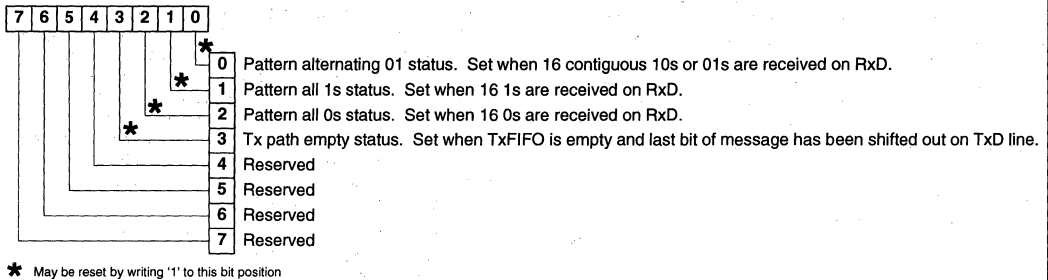 7 6 5 4 3 2 1 0
* 0 Pattern alternating 01 status. Set when 16 contiguous 10s or 01s are received on RxD.
* 1 Pattern all 1s status. Set when 16 1s are received on RxD.
* 2 Pattern all 0s status. Set when 16 0s are received on RxD.
* 3 Tx path empty status. Set when TxFIFO is empty and last bit of message has been shifted out on TxD line.
4 Reserved
5 Reserved
6 Reserved
7 Reserved
* May be reset by writing '1' to this bit position